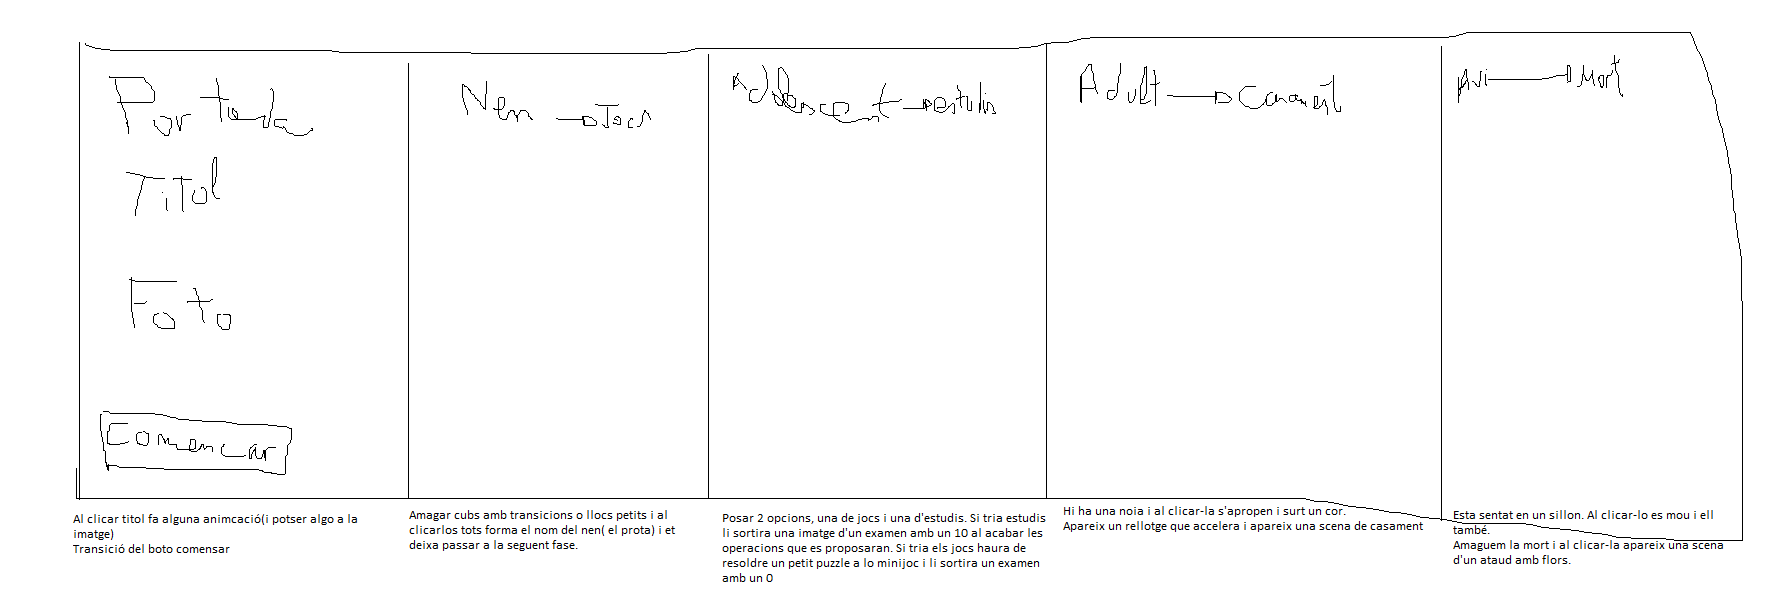 Portada
Titol
Foto
Comencar
Al clicar titol fa alguna animcació(i potser algo a la
imatge)
Transició del boto comensar
Nen Jocs
Amagar cubs amb transicions o llocs petits i al
clicarlos tots forma el nom del nen( el prota) i et
deixa passar a la seguent fase.
Adolescent estudis
Posar 2 opcions, una de jocs i una d'estudis. Si tria estudis
li sortira una imatge d'un examen amb un 10 al acabar les
operacions que es proposaran. Si tria els jocs haura de
resoldre un petit puzzle a lo minijoc i li sortira un examen
amb un 0
Adult Casament
Hi ha una noia i al clicar-la s'apropen i surt un cor.
Apareix un rellotge que accelera i apareix una scena de casament
Avi Mort
Esta sentat en un sillon. Al clicar-lo es mou i ell
també.
Amaguem la mort i al clicar-la apareix una scena
d'un ataud amb flors.